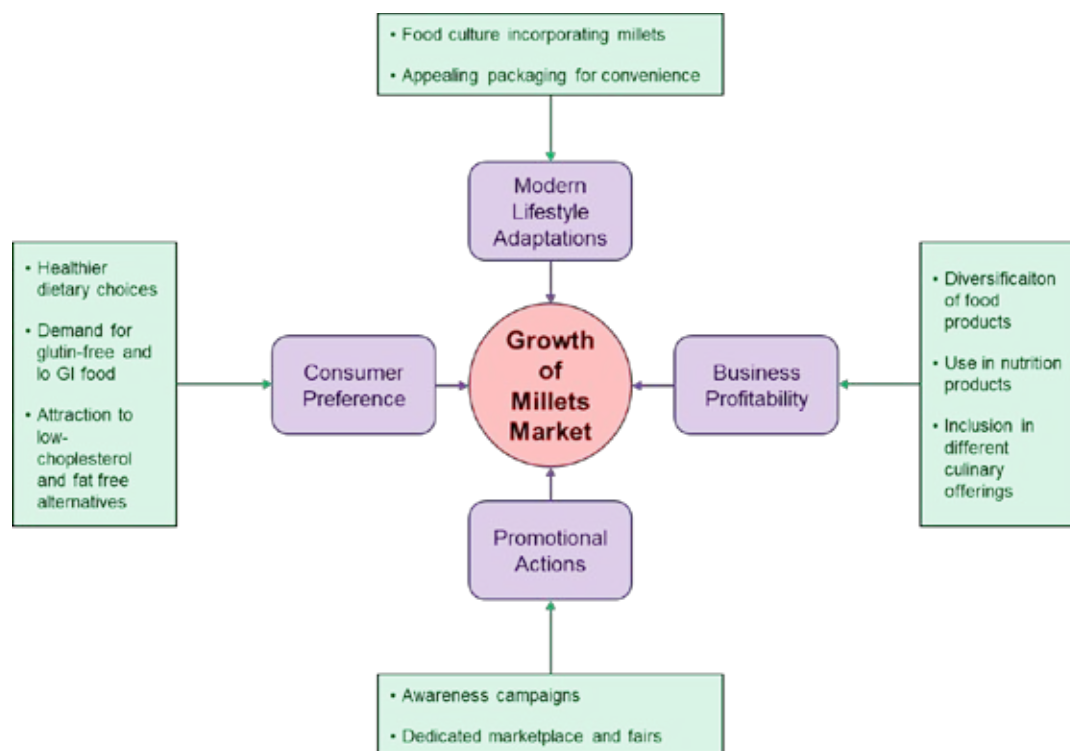 • Food culture incorporating millets
• Appealing packaging for convenience
Modern
Lifestyle
Adaptations
• Healthier
dietary choices
• Demand for
glutin-free and
lo GI food
• Attraction to
low-
choplesterol
and fat free
alternatives
Consumer
Preference
Growth
of
Millets
Market
Business
Profitability
• Diversificaiton
of food
products
• Use in nutrition
products
• Inclusion in
different
culinary
offerings
Promotional
Actions
• Awareness campaigns
• Dedicated marketplace and fairs